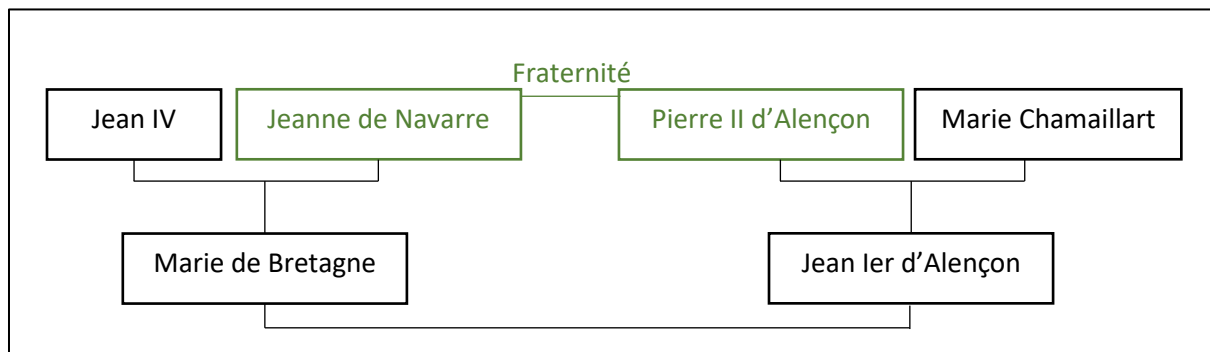 Fraternité
Jean IV
Jeanne de Navarre
Pierre II d’Alençon
Marie Chamaillart
Marie de Bretagne
Jean Ier d’Alençon